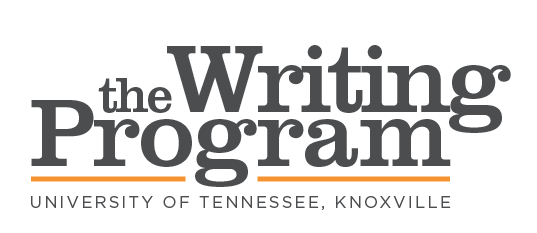 the Writing
Program
UNIVERSITY OF TENNESSEE, KNOXVILLE